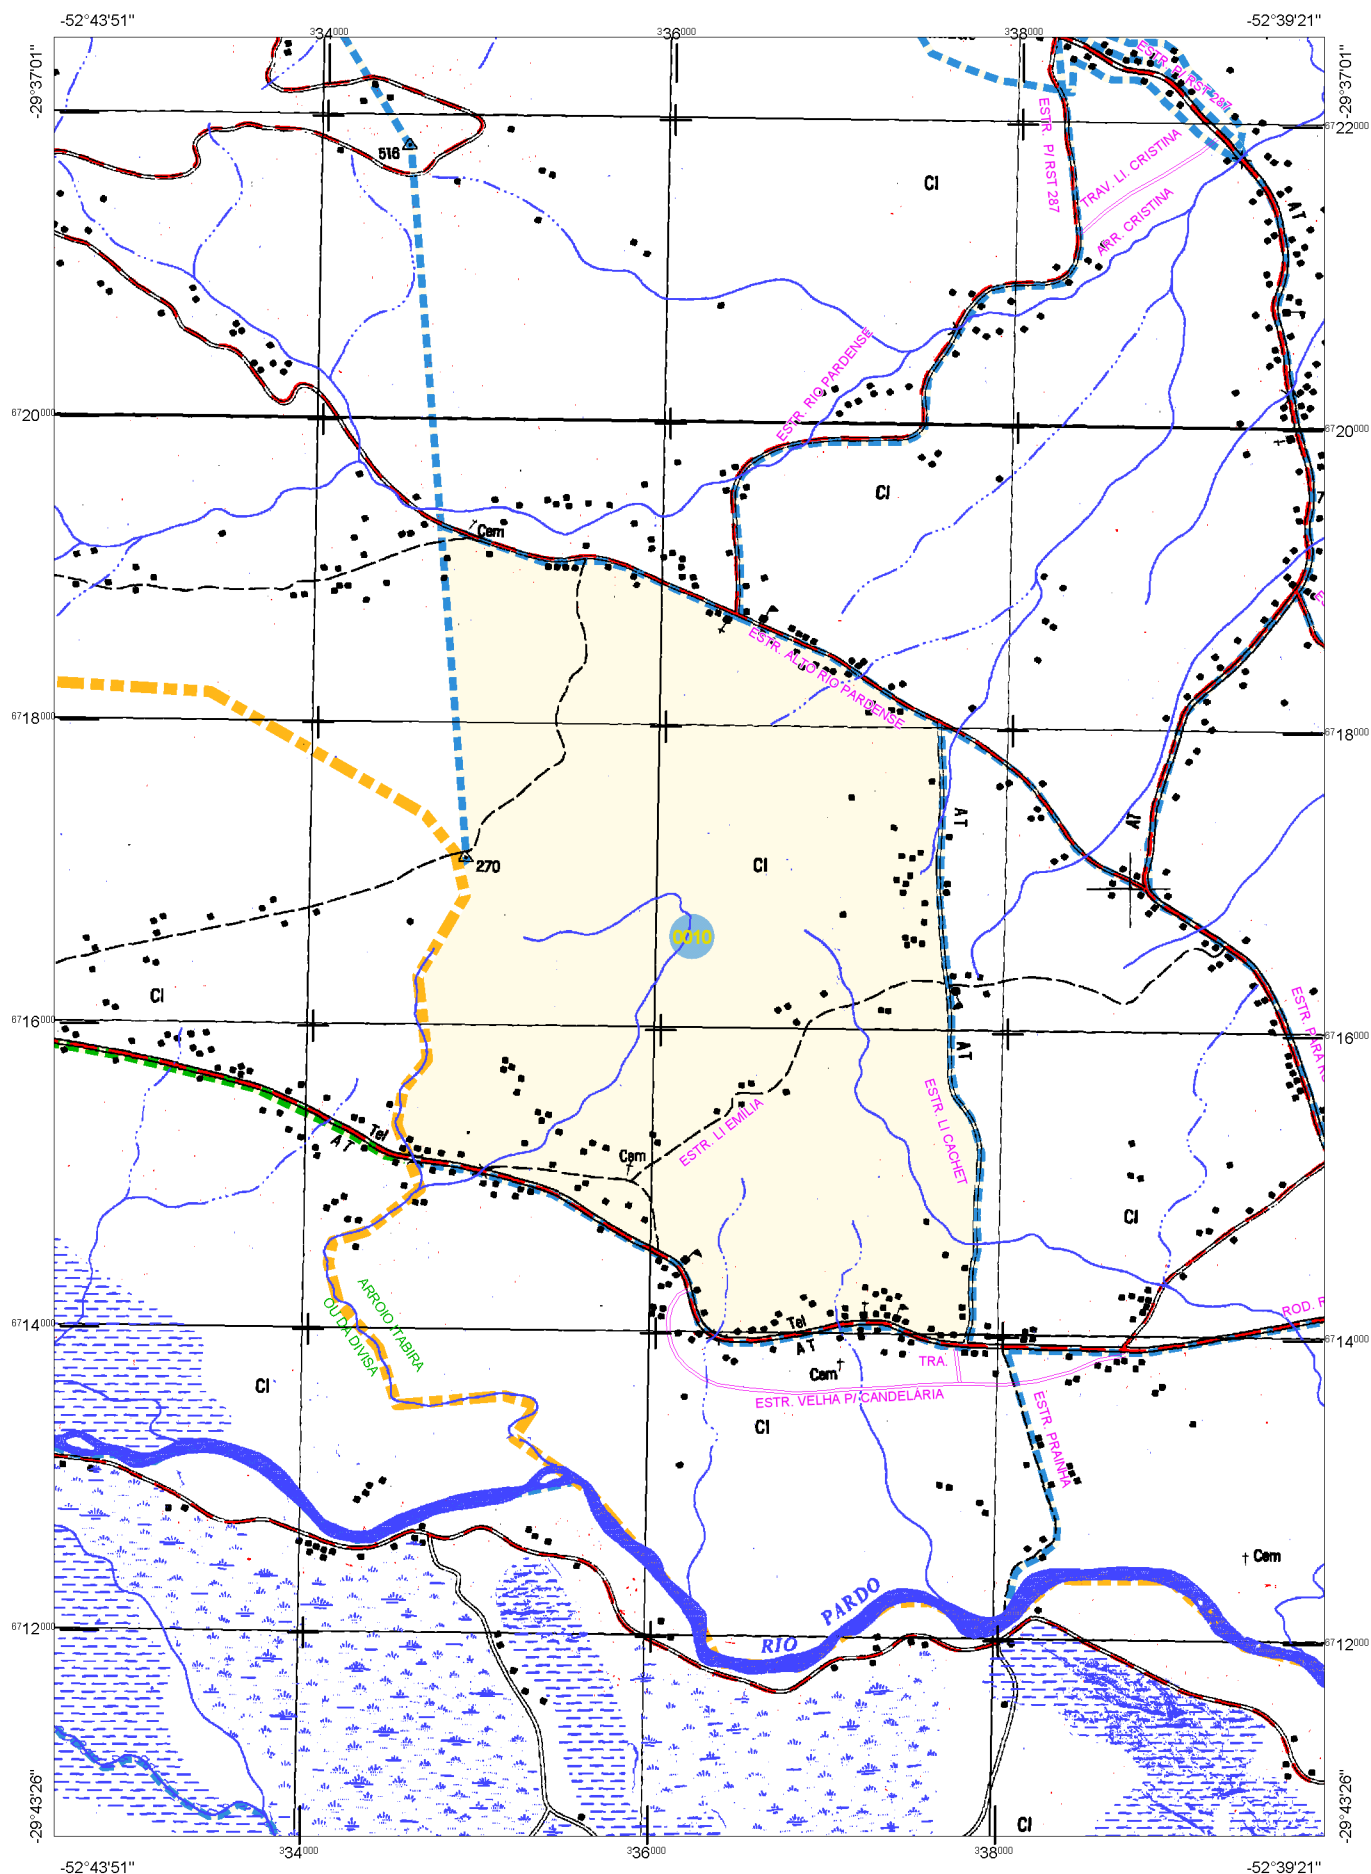 -52°43'51"
-52°39'21"
334000
336000
338000
-29°37'01"
-29°37'01"
ESTR. P/ RST 287
6722000
ESTR. P/ RST 287
TRAV. LI. CRISTINA
516
CI
ARR. CRISTINA
AT
ESTR. RIO PARDENSE
6720000
6720000
CI
Cem
ESTR. ALTO RIO PARDENSE
6718000
6718000
AT
AT
270
CI
0010
CI
6716000
6716000
AT
ESTR. LI EMÍLIA
ESTR. LI CACHET
Tel
AT
Cem
CI
ARROIO ITABIRA
OU DA DIVISA
6714000
6714000
ROD. R
Tel
AT
Cem
TRA.
ESTR. VELHA P/ CANDELÁRIA
CI
CI
ESTR. PRAINHA
Cem
RIO PARDO
6712000
6712000
CI
-29°43'26"
-29°43'26"
334000
336000
338000
-52°43'51"
-52°39'21"